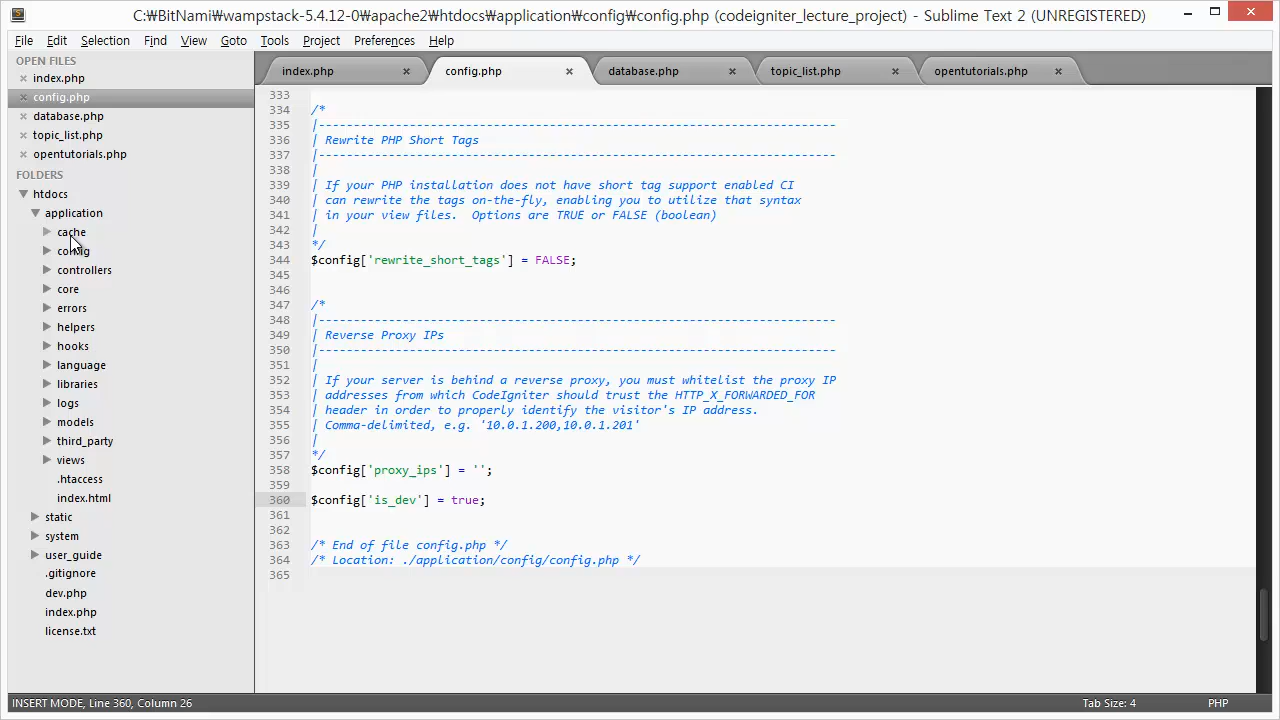 C:₩BitNami₩wampstack-5.4.12-0₩apache2₩htdocs₩application₩config₩config.php (codeigniter_lecture_project) - Sublime Text 2 (UNREGISTERED)
File Edit Selection Find View Goto Tools Project Preferences Help
OPEN FILES
index.php
config.php
database.php
topic_list.php
opentutorials.php
FOLDERS
htdocs
application
cache
config
controllers
core
errors
helpers
hooks
language
libraries
logs
models
third_party
views
.htaccess
index.html
static
system
user_guide
.gitignore
dev.php
index.php
license.txt
index.php config.php database.php topic_list.php opentutorials.php
333
334 /*
335 |--------------------------------------------------------------------------
336 | Rewrite PHP Short Tags
337 |--------------------------------------------------------------------------
338 |
339 | If your PHP installation does not have short tag support enabled CI
340 | can rewrite the tags on-the-fly, enabling you to utilize that syntax
341 | in your view files.  Options are TRUE or FALSE (boolean)
342 |
343 */
344 $config['rewrite_short_tags'] = FALSE;
345
346
347 /*
348 |--------------------------------------------------------------------------
349 | Reverse Proxy IPs
350 |--------------------------------------------------------------------------
351 |
352 | If your server is behind a reverse proxy, you must whitelist the proxy IP
353 | addresses from which CodeIgniter should trust the HTTP_X_FORWARDED_FOR
354 | header in order to properly identify the visitor's IP address.
355 | Comma-delimited, e.g. '10.0.1.200,10.0.1.201'
356 |
357 */
358 $config['proxy_ips'] = '';
359
360 $config['is_dev'] = true;
361
362
363 /* End of file config.php */
364 /* Location: ./application/config/config.php */
365
INSERT MODE, Line 360, Column 26 Tab Size: 4 PHP